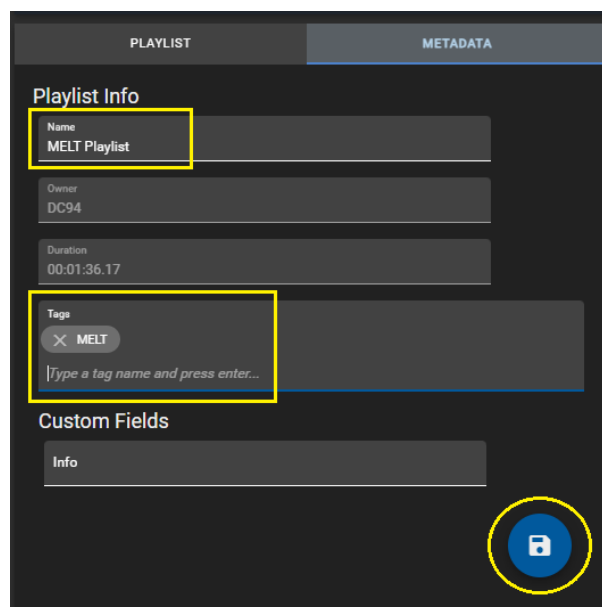 PLAYLIST METADATA
Playlist Info
Name
MELT Playlist
Owner
DC94
Duration
00:01:36.17
Tags
MELT
Type a tag name and press enter...
Custom Fields
Info